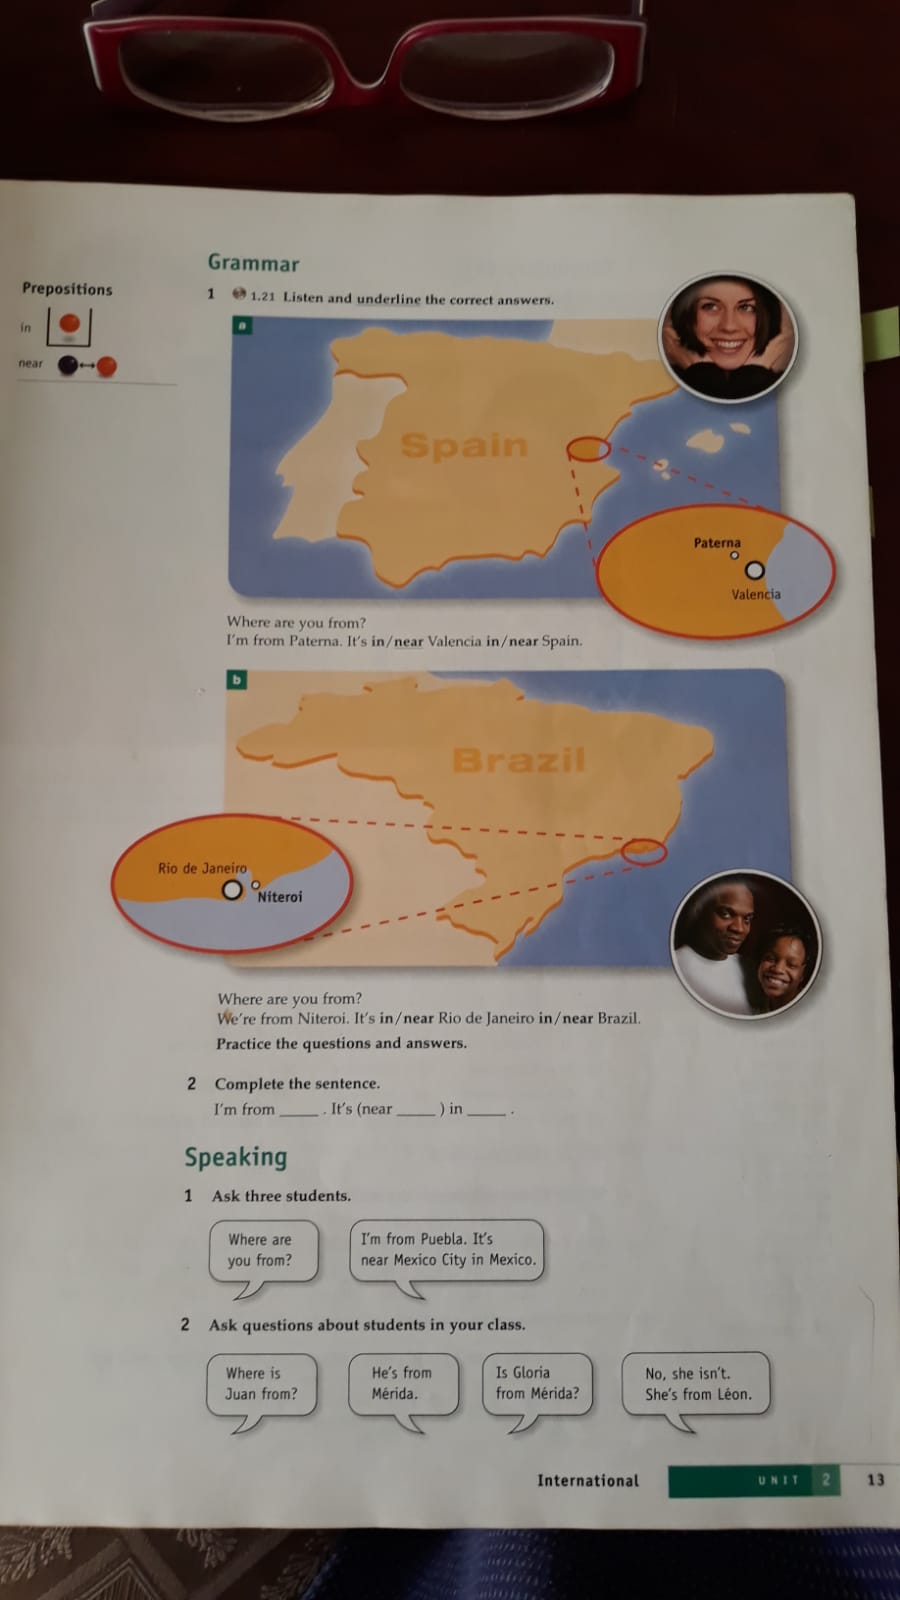 Grammar
Prepositions
in
near
1 1.21 Listen and underline the correct answers.
a
Spain
Paterna
Valencia
Where are you from?
I'm from Paterna. It's in/near Valencia in/near Spain.
b
Brazil
Rio de Janeiro
Niteroi
Where are you from?
We're from Niteroi. It's in/near Rio de Janeiro in/near Brazil.
Practice the questions and answers.
2 Complete the sentence.
I'm from _____ . It's (near _____ ) in _____ .
Speaking
1 Ask three students.
Where are
you from?
I'm from Puebla. It's
near Mexico City in Mexico.
2 Ask questions about students in your class.
Where is
Juan from?
He's from
Mérida.
Is Gloria
from Mérida?
No, she isn't.
She's from Léon.
International UNIT 2 13